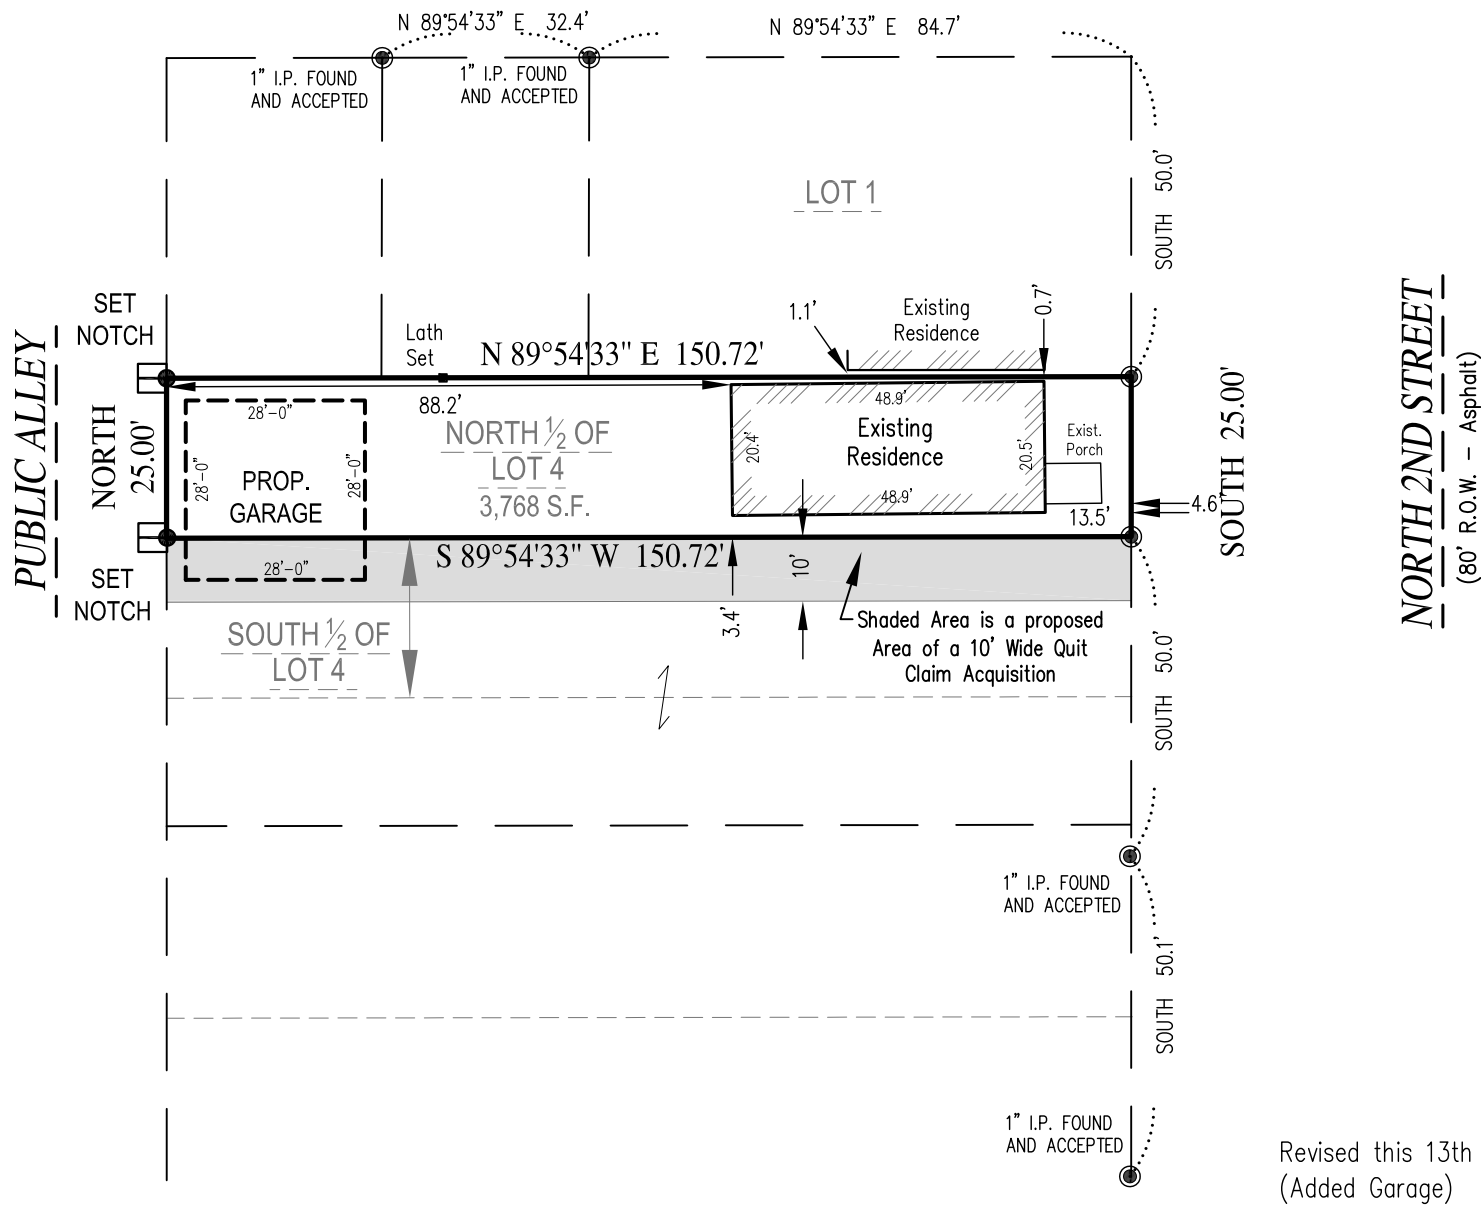 N 89°54'33" E 32.4'
N 89°54'33" E 84.7'
1" I.P. FOUND
AND ACCEPTED
1" I.P. FOUND
AND ACCEPTED
SOUTH 50.0'
LOT 1
SET
NOTCH
Lath
Set
N 89°54'33" E 150.72'
1.1'
Existing
Residence
0.7'
PUBLIC ALLEY
NORTH
25.00'
28'-0"
28'-0"
28'-0"
PROP.
GARAGE
28'-0"
88.2'
NORTH ½ OF
LOT 4
3,768 S.F.
48.9'
20.4'
Existing
Residence
20.5'
48.9'
Exist.
Porch
13.5'
4.6'
SOUTH 25.00'
NORTH 2ND STREET
(80' R.O.W. - Asphalt)
SET
NOTCH
S 89°54'33" W 150.72'
10'
3.4'
Shaded Area is a proposed
Area of a 10' Wide Quit
Claim Acquisition
SOUTH ½ OF
LOT 4
SOUTH 50.0'
1" I.P. FOUND
AND ACCEPTED
SOUTH 50.1'
1" I.P. FOUND
AND ACCEPTED
Revised this 13th
(Added Garage)